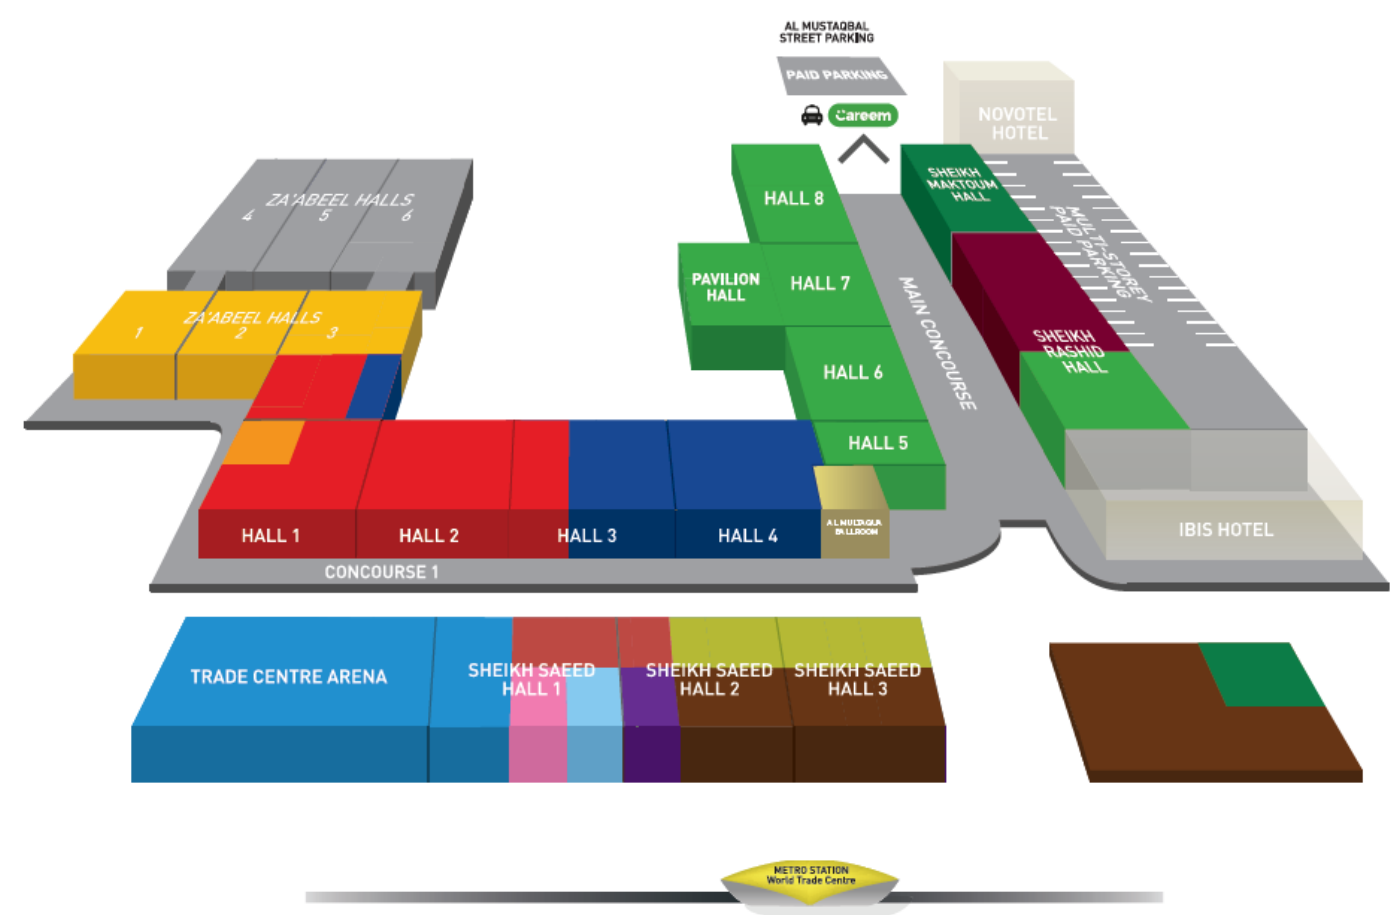 AL MUSTAQBAL
STREET PARKING
PAID PARKING
Careem
NOVOTEL
HOTEL
SHEIKH
MAKTOUM
HALL
MULTI-STOREY
PAID PARKING
ZA'ABEEL HALLS
4 5 6
HALL 8
PAVILION
HALL
HALL 7
MAIN CONCOURSE
ZA'ABEEL HALLS
1 2 3
SHEIKH
RASHID
HALL
HALL 6
HALL 5
AL MULTAQUA
BALLROOM
HALL 1
HALL 2
HALL 3
HALL 4
IBIS HOTEL
CONCOURSE 1
TRADE CENTRE ARENA
SHEIKH SAEED
HALL 1
SHEIKH SAEED
HALL 2
SHEIKH SAEED
HALL 3
METRO STATION
World Trade Centre